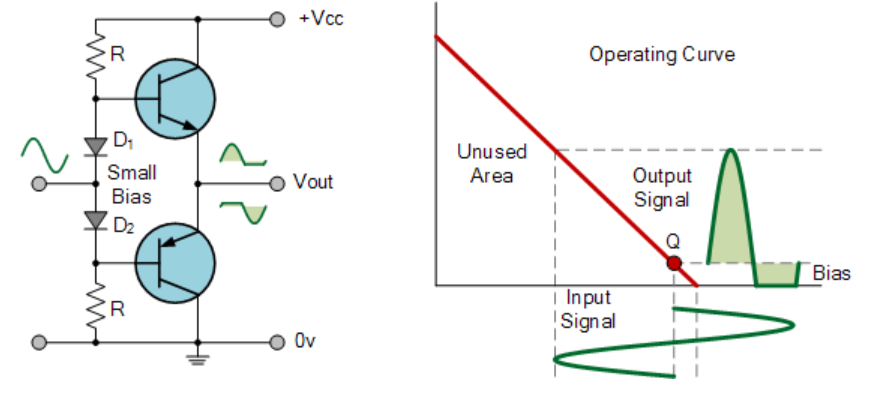 +Vcc
R
D1
Small
Bias
Vout
D2
R
0v
Operating Curve
Unused
Area
Output
Signal
Q
Bias
Input
Signal